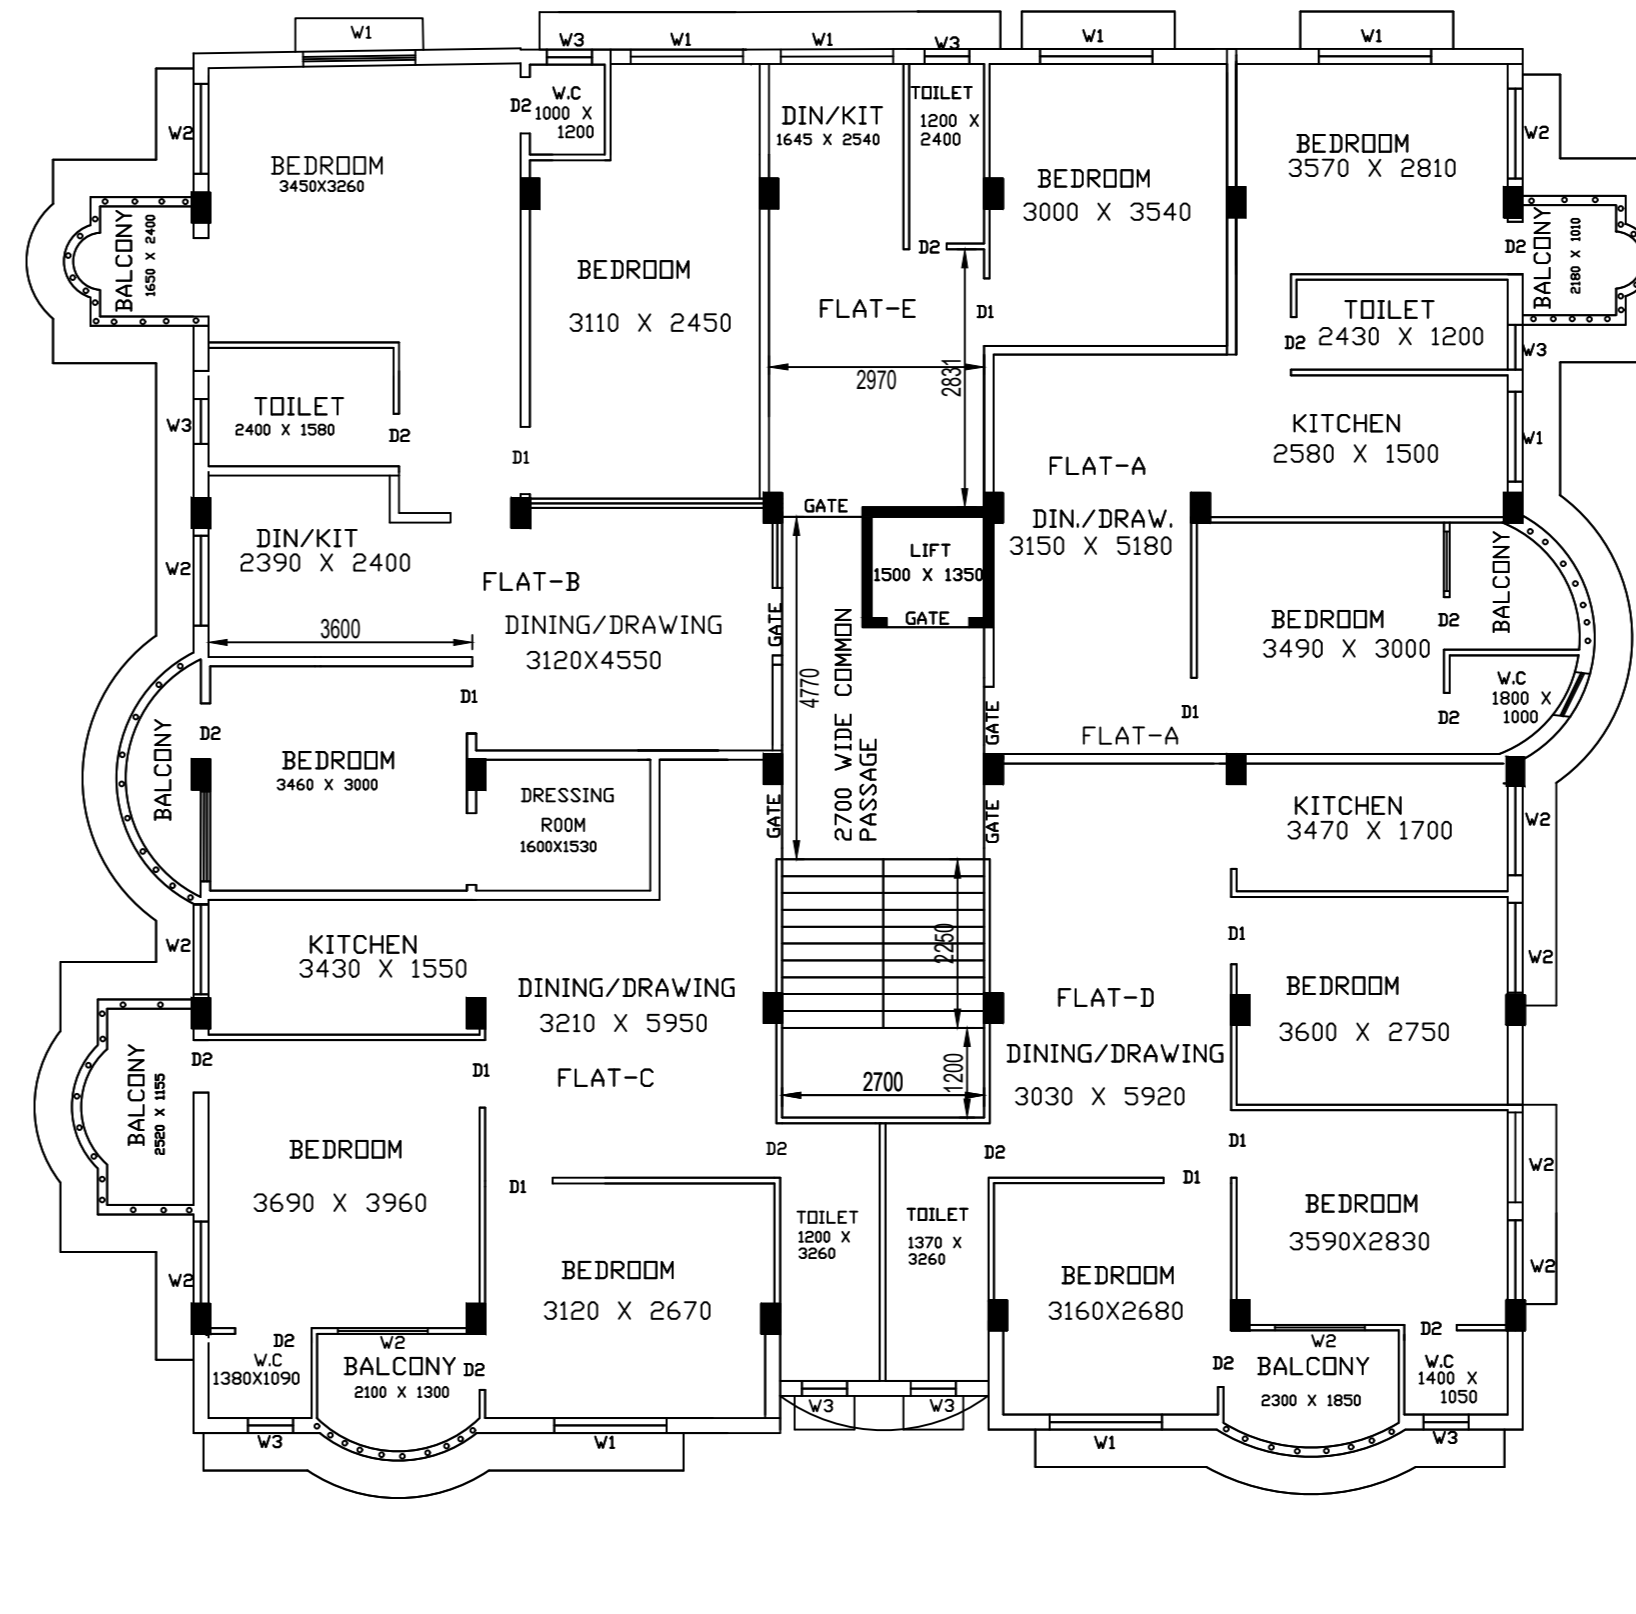 W1
W3
W1
W1
W3
W1
W1
W2
BEDROOM
3450X3260
D2
W.C
1000 X
1200
DIN/KIT
1645 X 2540
TOILET
1200 X
2400
BEDROOM
3000 X 3540
BEDROOM
3570 X 2810
W2
BALCONY
1650 X 2400
BEDROOM
3110 X 2450
FLAT-E
D2
D1
2970
2831
D2
BALCONY
2180 X 1010
TOILET
2430 X 1200
D2
W3
W3
TOILET
2400 X 1580
D2
D1
FLAT-A
KITCHEN
2580 X 1500
W1
GATE
DIN/KIT
2390 X 2400
W2
FLAT-B
DINING/DRAWING
3120X4550
3600
GATE
LIFT
1500 X 1350
GATE
DIN./DRAW.
3150 X 5180
BEDROOM
3490 X 3000
D2
BALCONY
W.C
1800 X
1000
D2
D1
FLAT-A
GATE
4770
2700 WIDE COMMON
PASSAGE
D1
D2
BALCONY
BEDROOM
3460 X 3000
DRESSING
ROOM
1600X1530
GATE
GATE
KITCHEN
3470 X 1700
W2
W2
KITCHEN
3430 X 1550
DINING/DRAWING
3210 X 5950
FLAT-C
2250
D1
W2
BEDROOM
3600 X 2750
FLAT-D
DINING/DRAWING
3030 X 5920
D2
D1
2700
1200
BALCONY
2520 X 1155
BEDROOM
3690 X 3960
D2
D2
D1
D1
D1
W2
BEDROOM
3590X2830
TOILET
1200 X
3260
TOILET
1370 X
3260
W2
BEDROOM
3120 X 2670
BEDROOM
3160X2680
W2
D2
W2
W.C
1380X1090
BALCONY
2100 X 1300
D2
D2
W2
BALCONY
2300 X 1850
D2
W.C
1400 X
1050
W3
W3
W3
W1
W1
W3